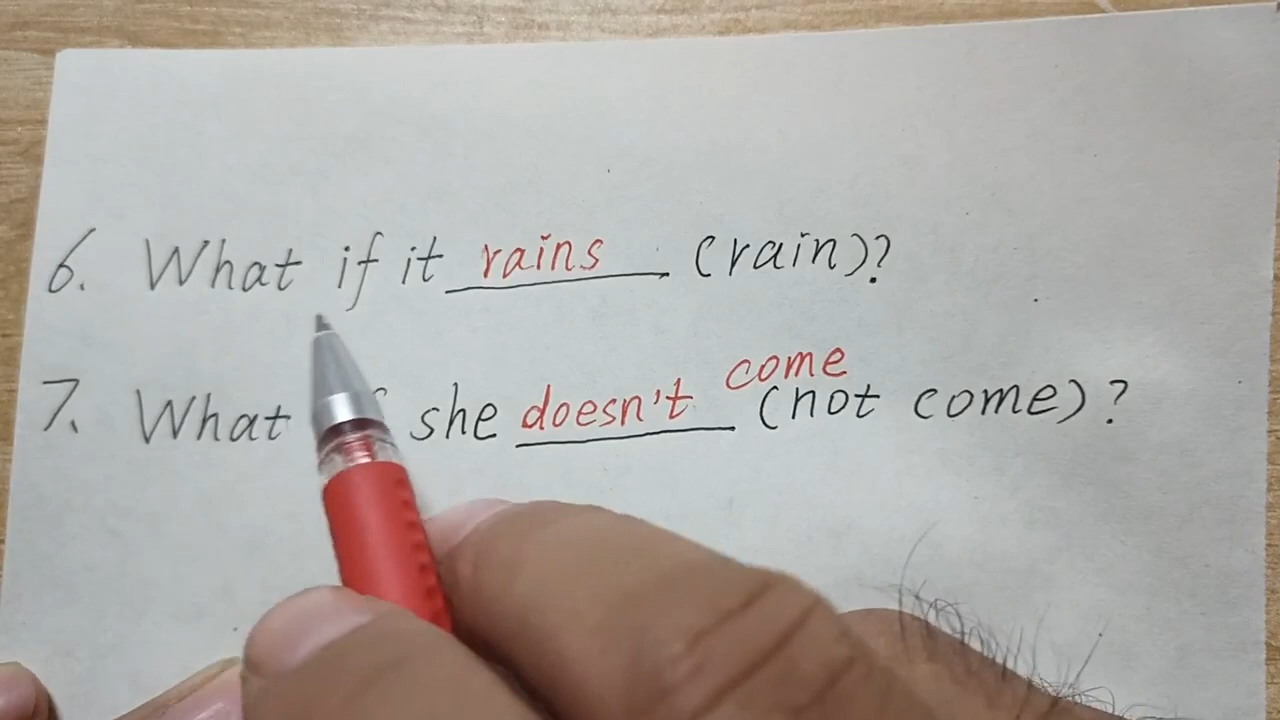 6. What if it rains (rain)?
come
7. What she doesn't (not come)?